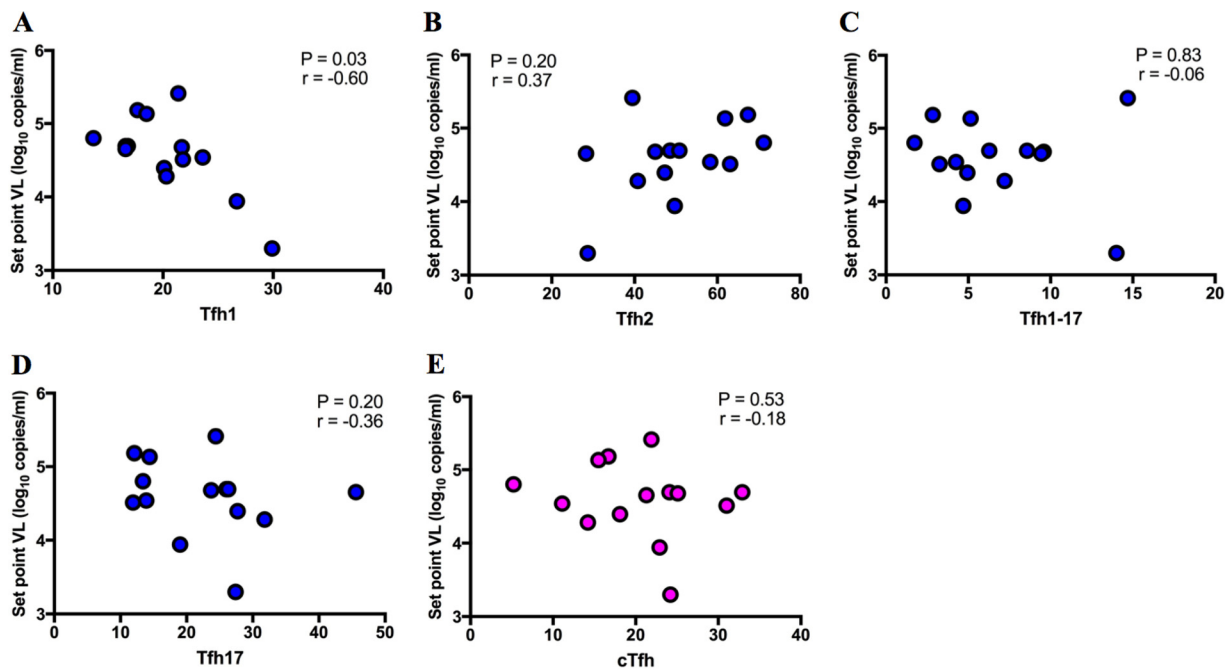 A
Set point VL (log10 copies/ml)
6
5
4
3
10
20
30
40
Tfh1
P = 0.03
r = -0.60
B
Set point VL (log10 copies/ml)
6
5
4
3
0
20
40
60
80
Tfh2
P = 0.20
r = 0.37
C
Set point VL (log10 copies/ml)
6
5
4
3
0
5
10
15
20
Tfh1-17
P = 0.83
r = -0.06
D
Set point VL (log10 copies/ml)
6
5
4
3
0
10
20
30
40
50
Tfh17
P = 0.20
r = -0.36
E
Set point VL (log10 copies/ml)
6
5
4
3
0
10
20
30
40
cTfh
P = 0.53
r = -0.18